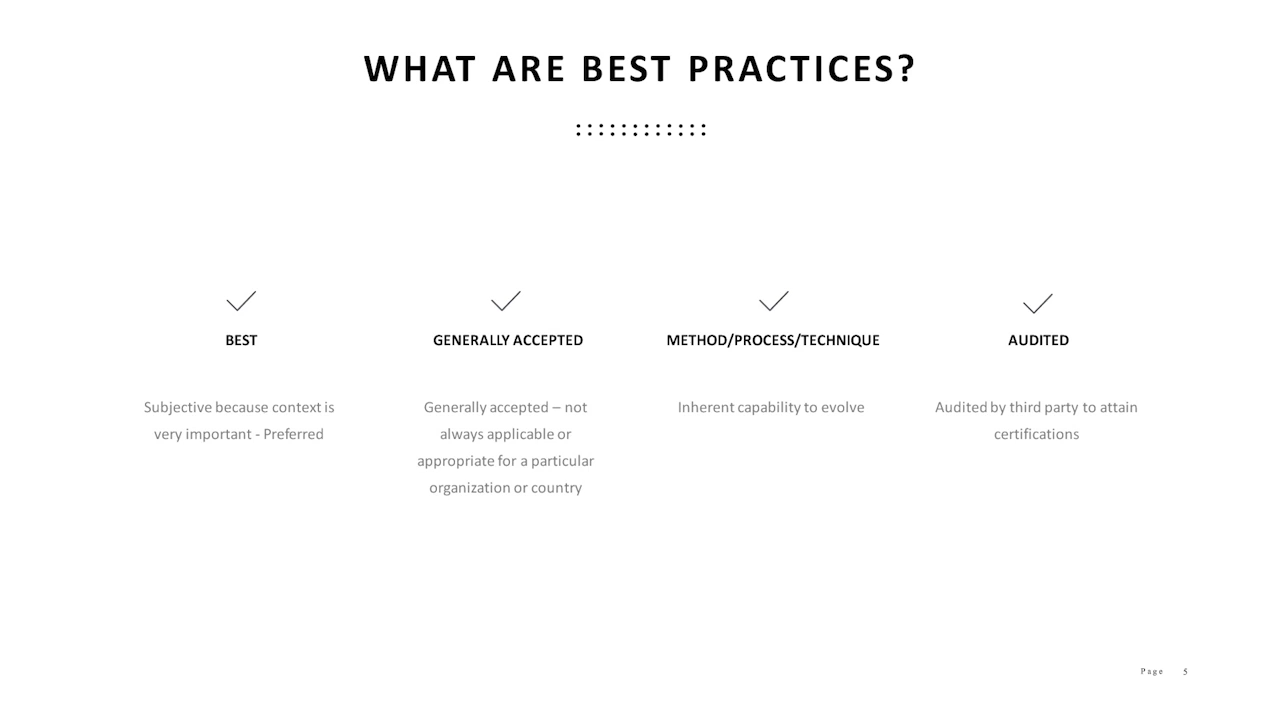 WHAT ARE BEST PRACTICES?
BEST
Subjective because context is
very important - Preferred
GENERALLY ACCEPTED
Generally accepted – not
always applicable or
appropriate for a particular
organization or country
METHOD/PROCESS/TECHNIQUE
Inherent capability to evolve
AUDITED
Audited by third party to attain
certifications
Page 5